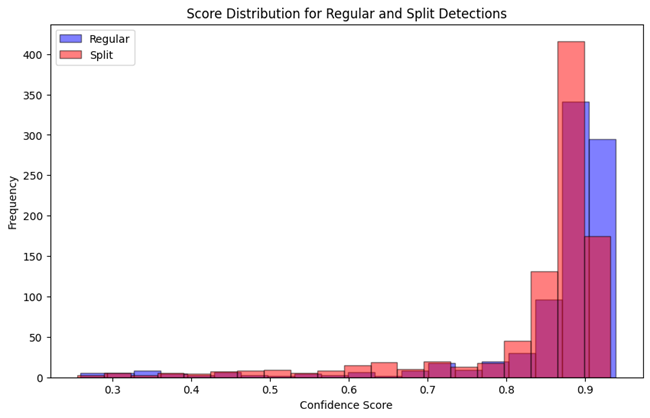 Score Distribution for Regular and Split Detections
Regular
Split
Frequency
400
350
300
250
200
150
100
50
0
0.3 0.4 0.5 0.6 0.7 0.8 0.9
Confidence Score